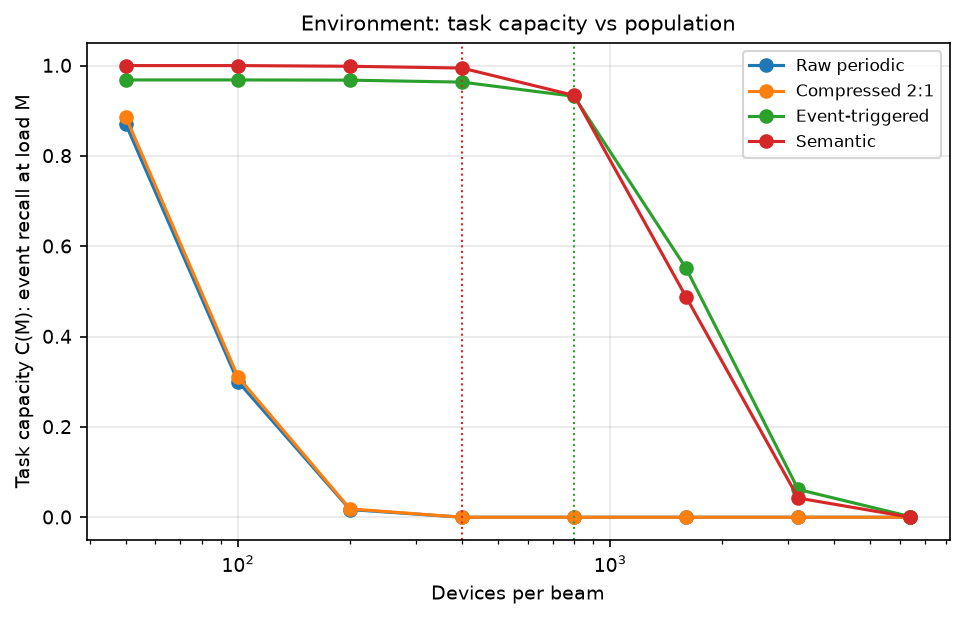 Environment: task capacity vs population
Task capacity C(M): event recall at load M
1.0
0.8
0.6
0.4
0.2
0.0
Raw periodic
Compressed 2:1
Event-triggered
Semantic
10²
10³
Devices per beam